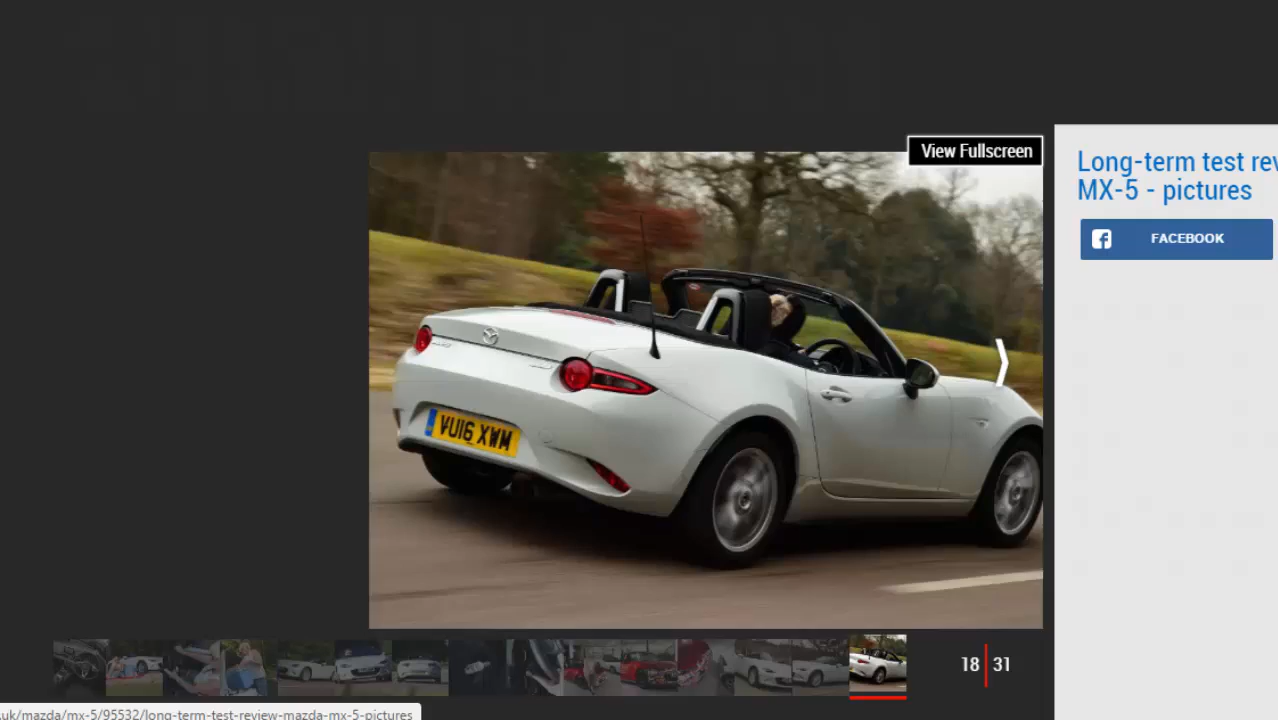 View Fullscreen
Long-term test rev
MX-5 - pictures
FACEBOOK
VU16 XWM
18
31
.uk/mazda/mx-5/95532/long-term-test-review-mazda-mx-5-pictures